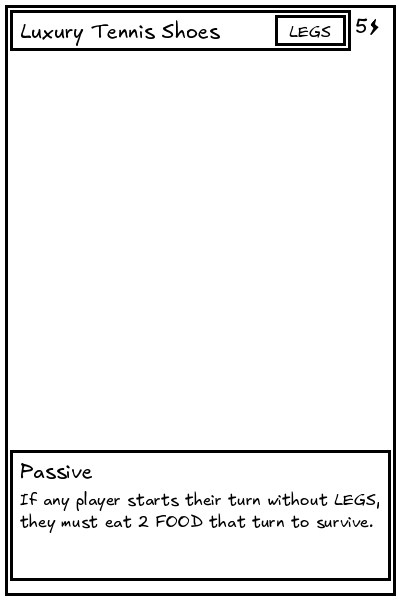 Luxury Tennis Shoes
LEGS
5⚡
Passive
If any player starts their turn without LEGS,
they must eat 2 FOOD that turn to survive.